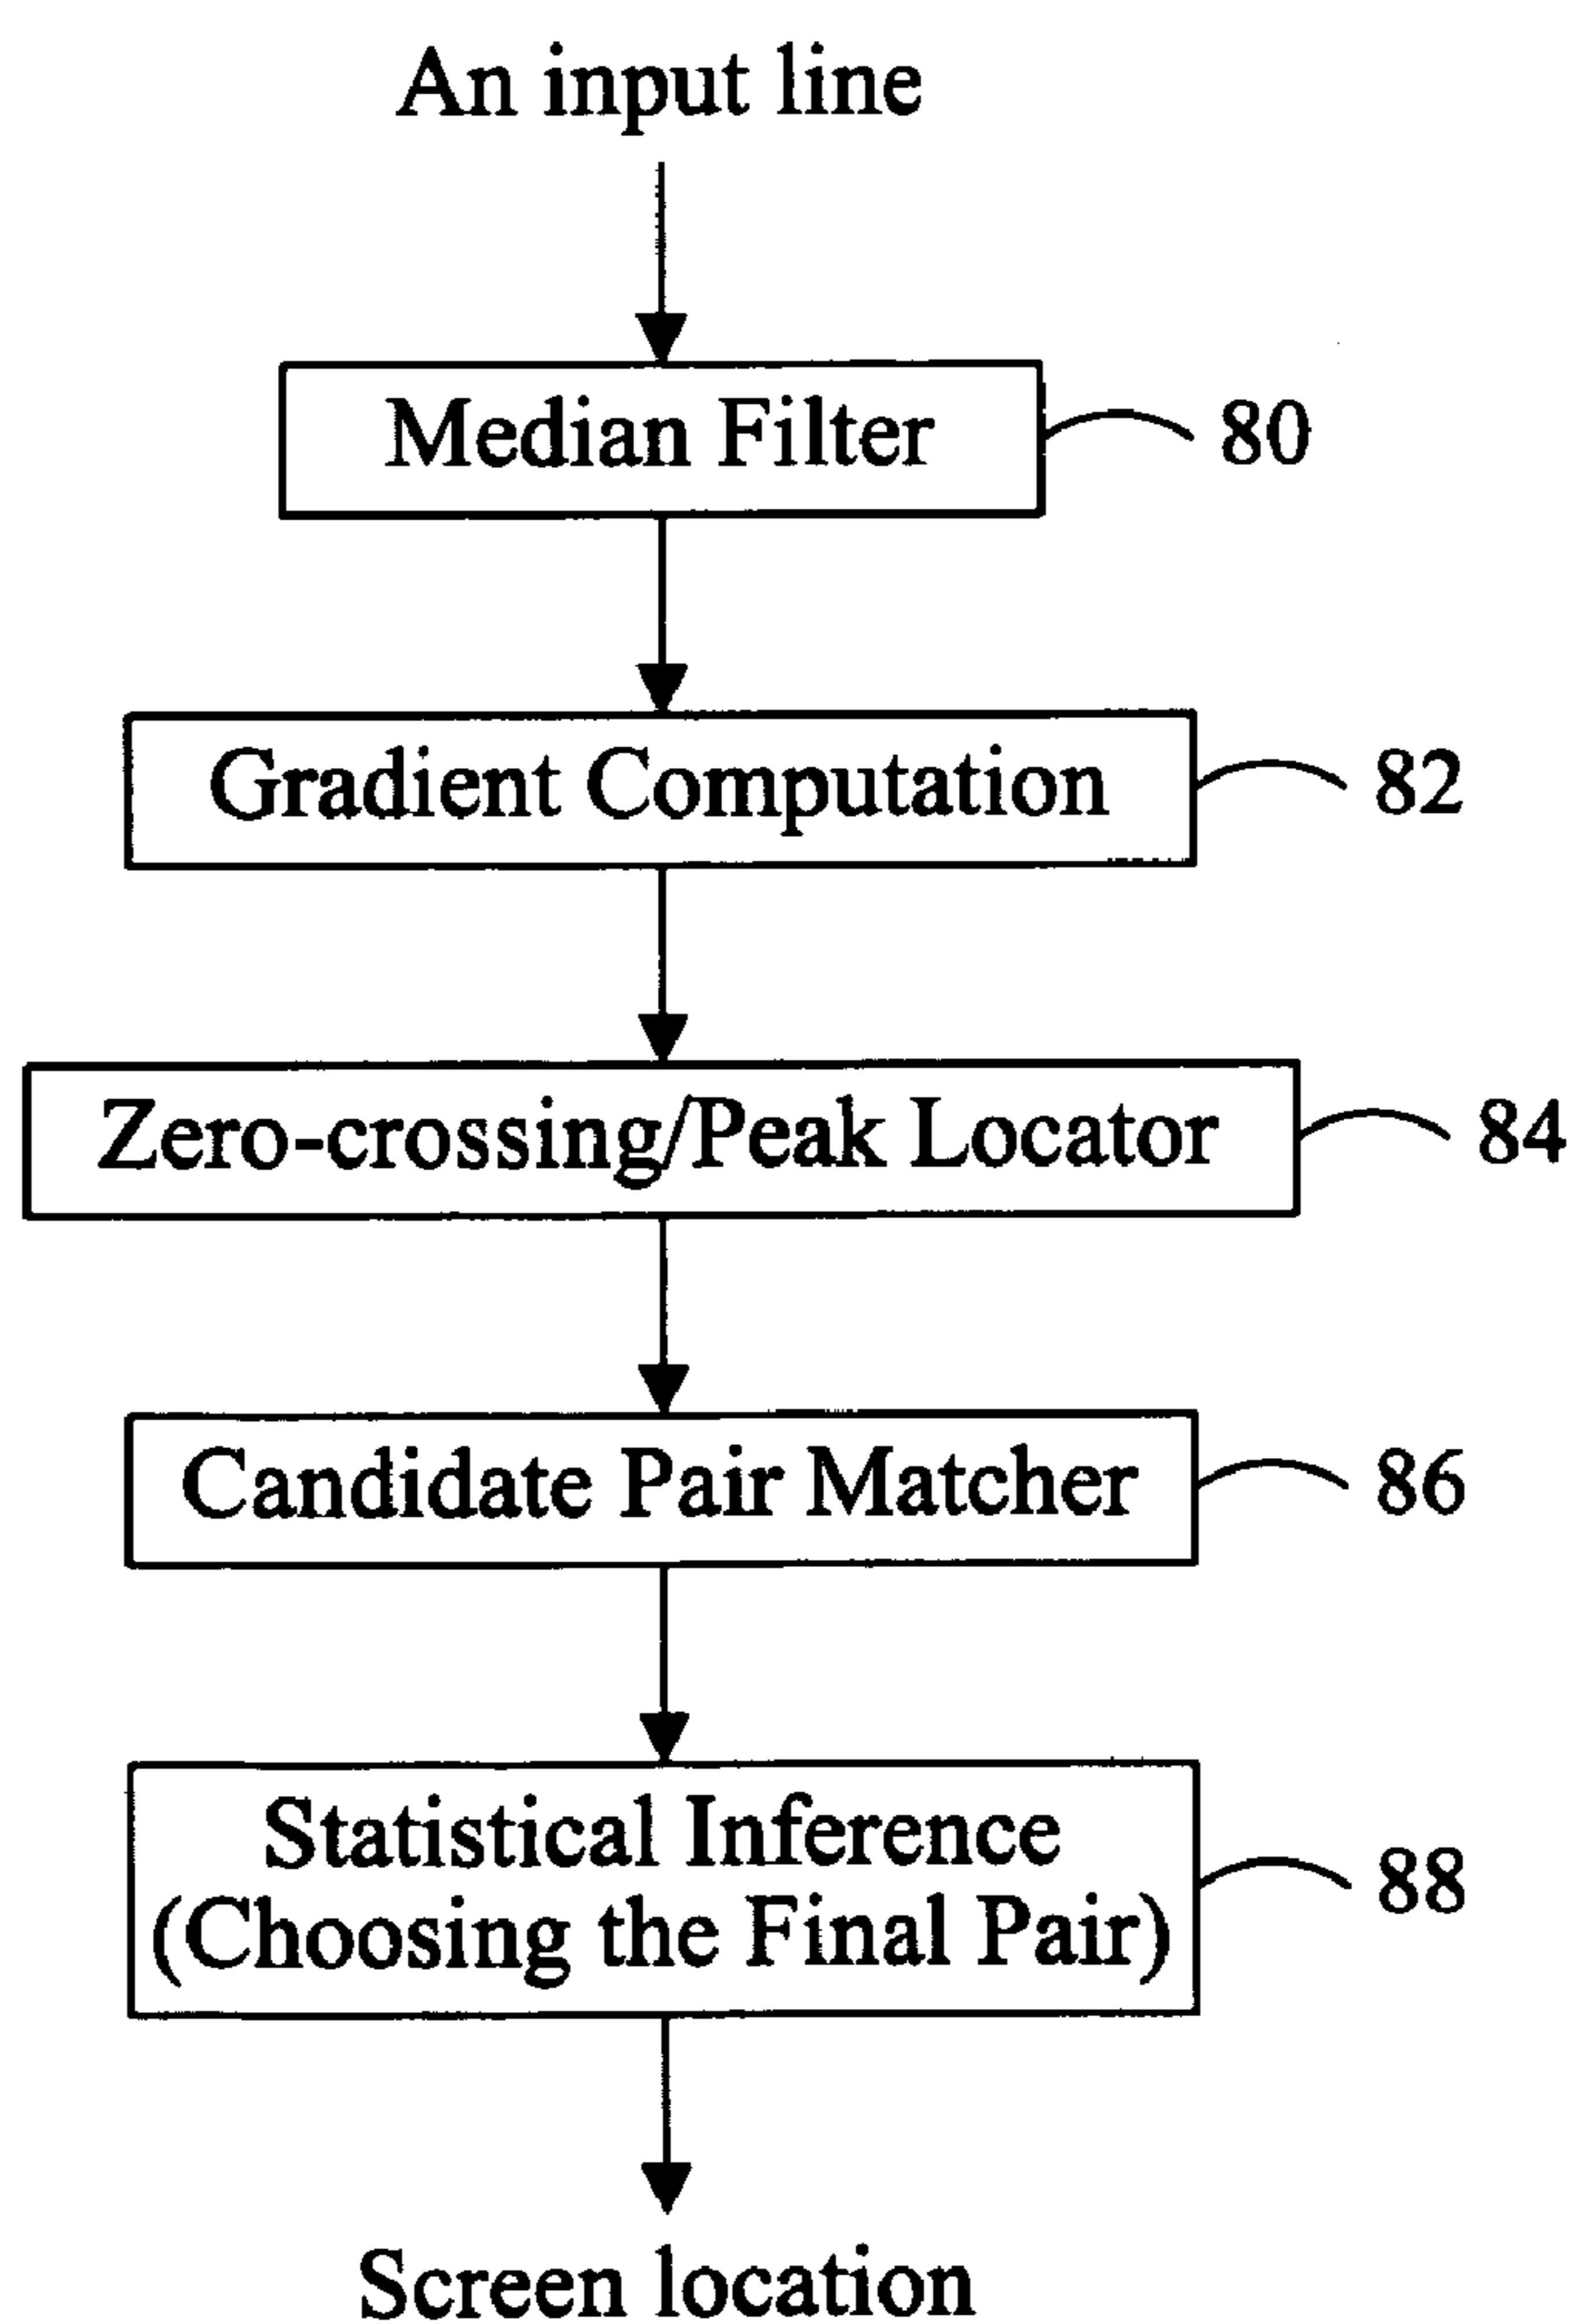 An input line
Median Filter 80
Gradient Computation 82
Zero-crossing/Peak Locator 84
Candidate Pair Matcher 86
Statistical Inference
(Choosing the Final Pair) 88
Screen location